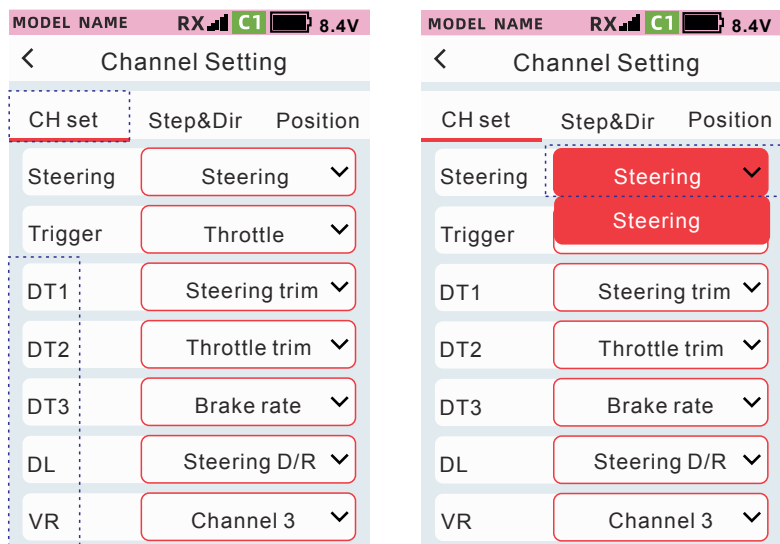 MODEL NAME RX C1 8.4V
< Channel Setting
CH set Step&Dir Position
Steering Steering
Trigger Throttle
DT1 Steering trim
DT2 Throttle trim
DT3 Brake rate
DL Steering D/R
VR Channel 3
MODEL NAME RX C1 8.4V
< Channel Setting
CH set Step&Dir Position
Steering Steering
Steering
Trigger
DT1 Steering trim
DT2 Throttle trim
DT3 Brake rate
DL Steering D/R
VR Channel 3